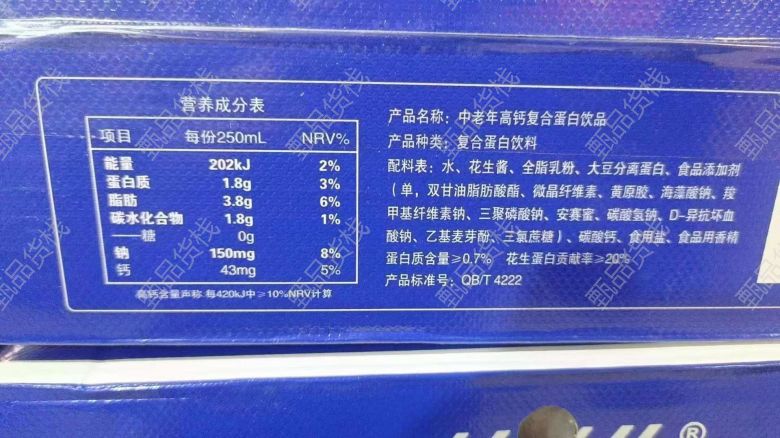 营养成分表
项目 每份250mL NRV%
能量 202kJ 2%
蛋白质 1.8g 3%
脂肪 3.8g 6%
碳水化合物 1.8g 1%
——糖 0g
钠 150mg 8%
钙 43mg 5%
高钙含量声称:每420kJ中≥10%NRV计算
产品名称：中老年高钙复合蛋白饮品
产品种类：复合蛋白饮料
配料表：水、花生酱、全脂乳粉、大豆分离蛋白、食品添加剂
（单，双甘油脂肪酸酯、微晶纤维素、黄原胶、海藻酸钠、羧
甲基纤维素钠、三聚磷酸钠、安赛蜜、碳酸氢钠、D-异抗坏血
酸钠、乙基麦芽酚、三氯蔗糖）、碳酸钙、食用盐、食品用香精
蛋白质含量≥0.7% 花生蛋白贡献率≥20%
产品标准号：QB/T 4222
甄品货栈
®